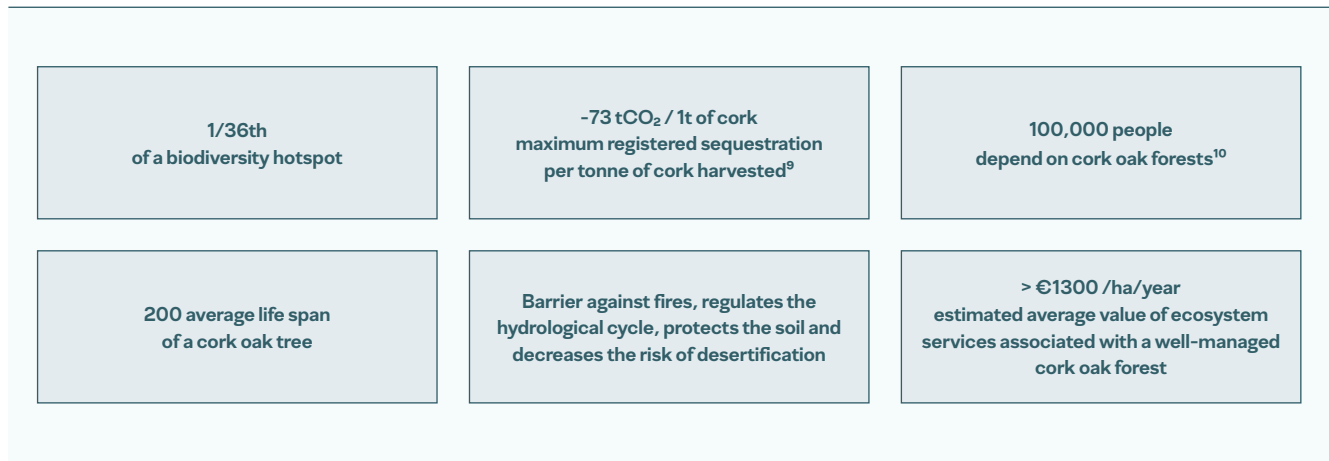 1/36th
of a biodiversity hotspot
-73 tCO₂ / 1t of cork
maximum registered sequestration
per tonne of cork harvested⁹
100,000 people
depend on cork oak forests¹⁰
200 average life span
of a cork oak tree
Barrier against fires, regulates the
hydrological cycle, protects the soil and
decreases the risk of desertification
> €1300 /ha/year
estimated average value of ecosystem
services associated with a well-managed
cork oak forest